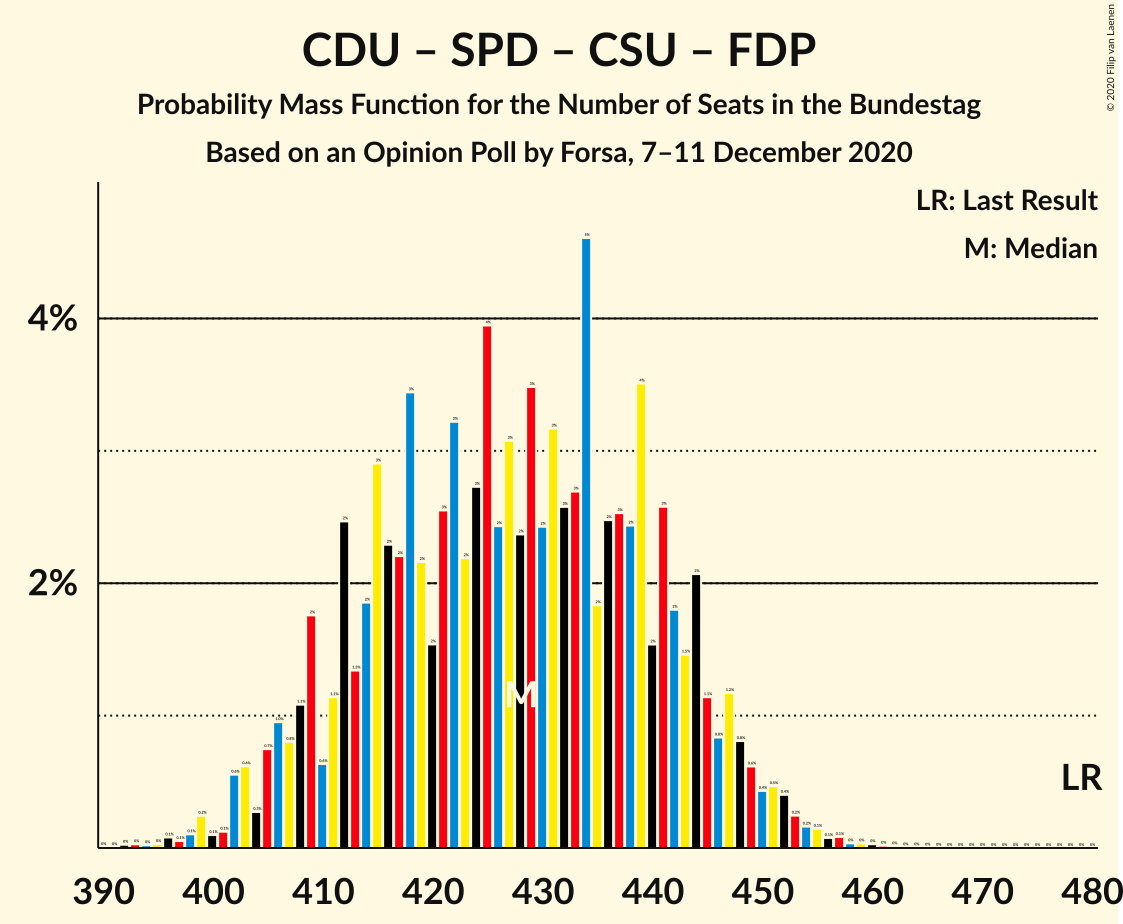 CDU – SPD – CSU – FDP
Probability Mass Function for the Number of Seats in the Bundestag
Based on an Opinion Poll by Forsa, 7–11 December 2020
© 2020 Filip van Laenen
LR: Last Result
M: Median
4%
2%
M
LR
390 400 410 420 430 440 450 460 470 480